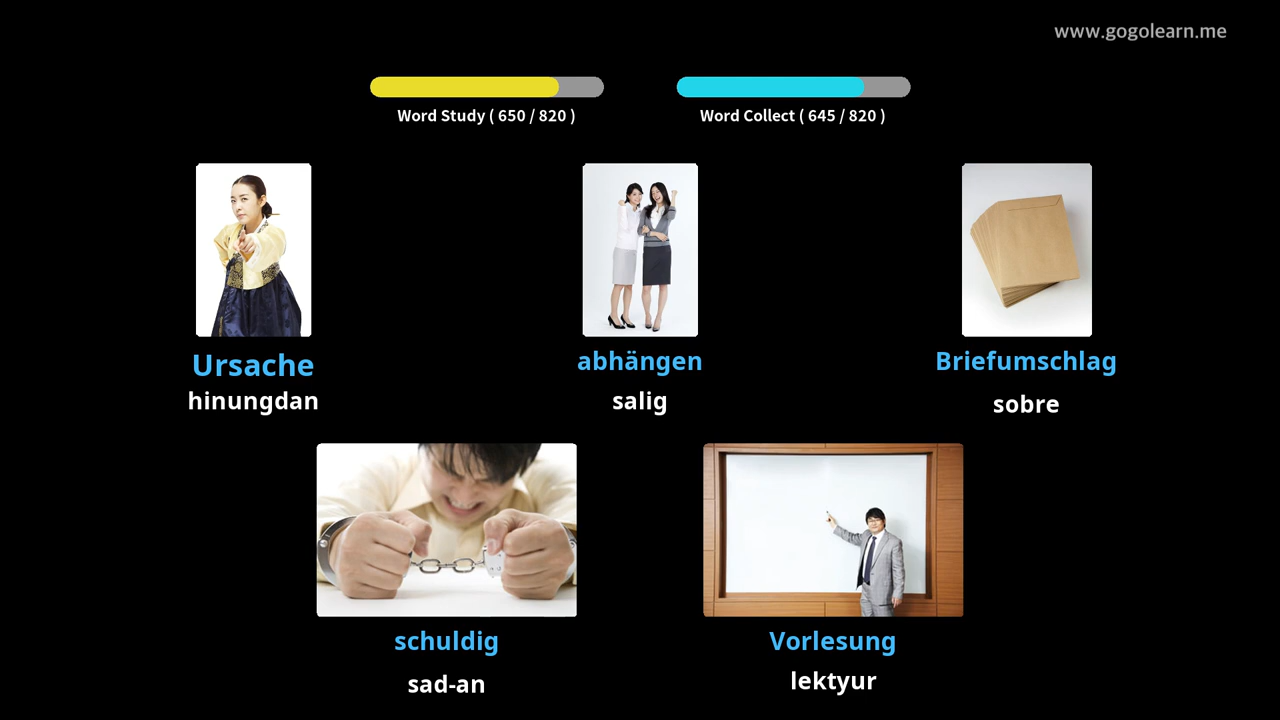 www.gogolearn.me
Word Study ( 650 / 820 )
Word Collect ( 645 / 820 )
Ursache
hinungdan
abhängen
salig
Briefumschlag
sobre
schuldig
sad-an
Vorlesung
lektyur